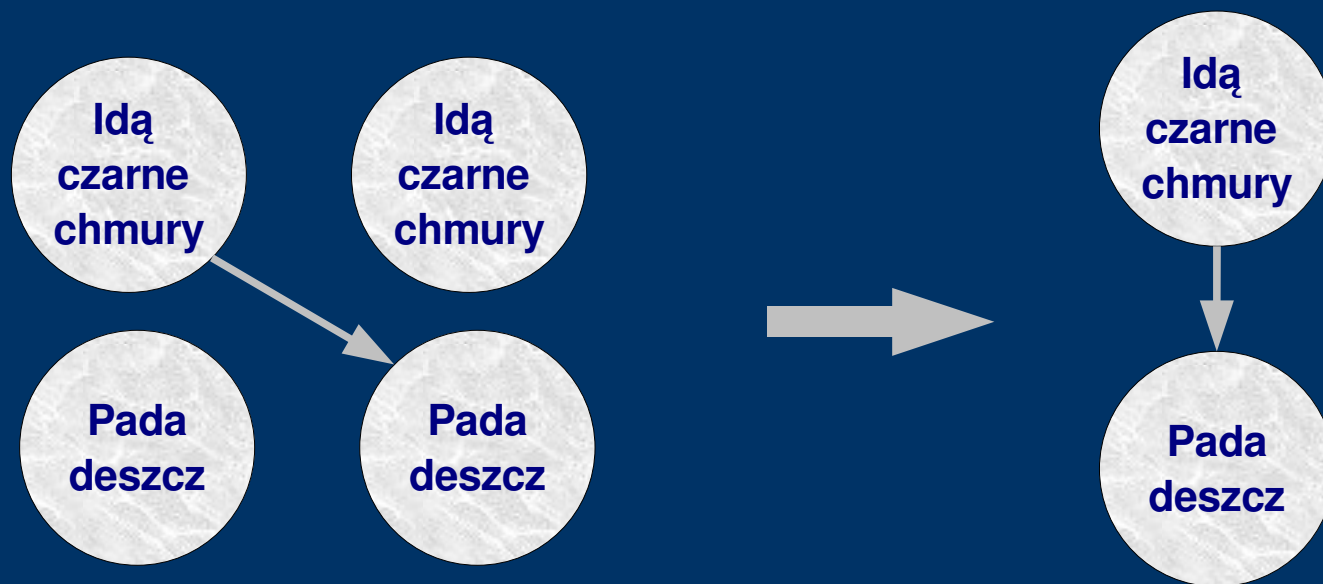 Idą
czarne
chmury
Idą
czarne
chmury
Idą
czarne
chmury
Pada
deszcz
Pada
deszcz
Pada
deszcz